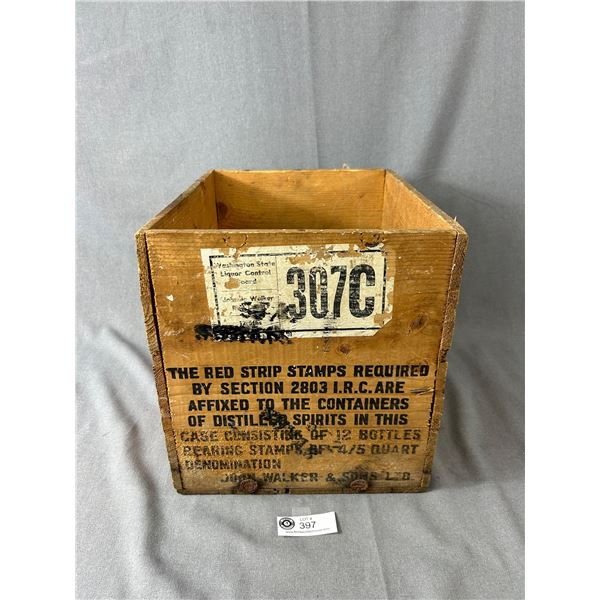 Washington State
Liquor Control
Board
307C
Johnnie Walker
THE RED STRIP STAMPS REQUIRED
BY SECTION 2803 I.R.C. ARE
AFFIXED TO THE CONTAINERS
OF DISTILLED SPIRITS IN THIS
CASE CONSISTING OF 12 BOTTLES
BEARING STAMPS OF 4/5 QUART
DENOMINATION
JOHN WALKER & SONS LTD.
LOT #
397